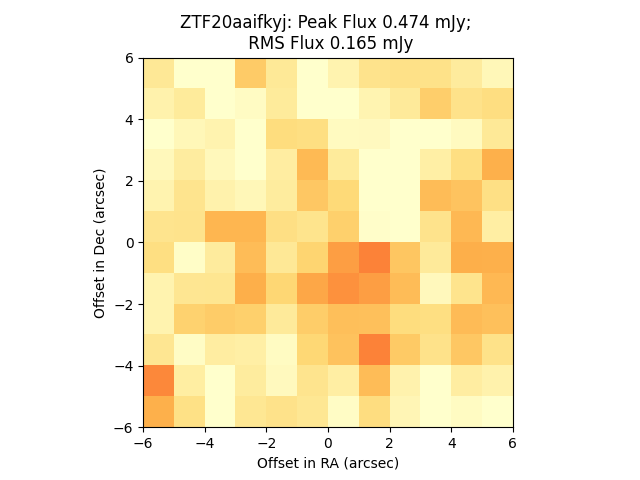 ZTF20aaifkyj: Peak Flux 0.474 mJy;
RMS Flux 0.165 mJy
6
4
2
0
−2
−4
−6
Offset in Dec (arcsec)
−6 −4 −2 0 2 4 6
Offset in RA (arcsec)